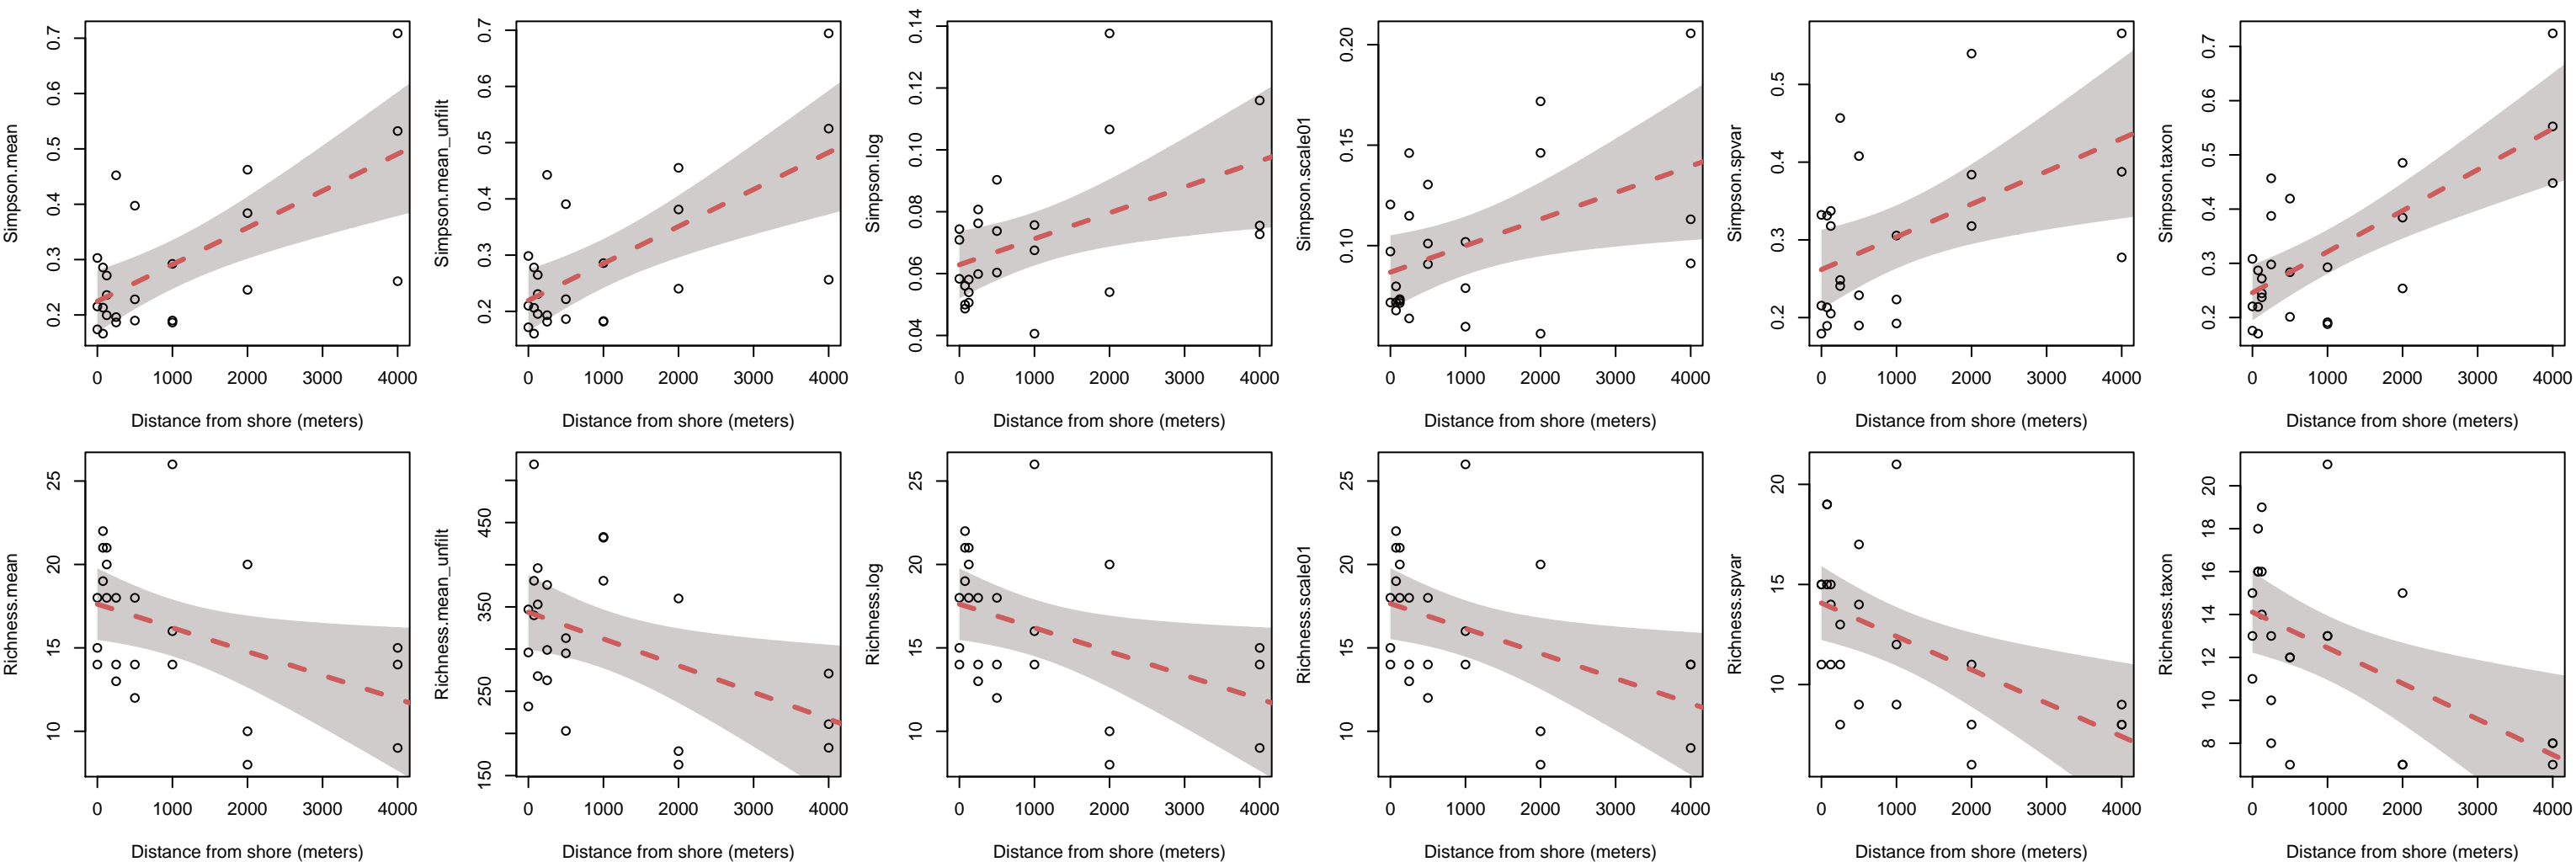 Simpson.mean
0.2 0.3 0.4 0.5 0.6 0.7
0 1000 2000 3000 4000
Distance from shore (meters)
Simpson.mean_unfilt
0.2 0.3 0.4 0.5 0.6 0.7
0 1000 2000 3000 4000
Distance from shore (meters)
Simpson.log
0.04 0.06 0.08 0.10 0.12 0.14
0 1000 2000 3000 4000
Distance from shore (meters)
Simpson.scale01
0.10 0.15 0.20
0 1000 2000 3000 4000
Distance from shore (meters)
Simpson.spvar
0.2 0.3 0.4 0.5
0 1000 2000 3000 4000
Distance from shore (meters)
Simpson.taxon
0.2 0.3 0.4 0.5 0.6 0.7
0 1000 2000 3000 4000
Distance from shore (meters)
Richness.mean
10 15 20 25
0 1000 2000 3000 4000
Distance from shore (meters)
Richness.mean_unfilt
150 250 350 450
0 1000 2000 3000 4000
Distance from shore (meters)
Richness.log
10 15 20 25
0 1000 2000 3000 4000
Distance from shore (meters)
Richness.scale01
10 15 20 25
0 1000 2000 3000 4000
Distance from shore (meters)
Richness.spvar
10 15 20
0 1000 2000 3000 4000
Distance from shore (meters)
Richness.taxon
8 10 12 14 16 18 20
0 1000 2000 3000 4000
Distance from shore (meters)